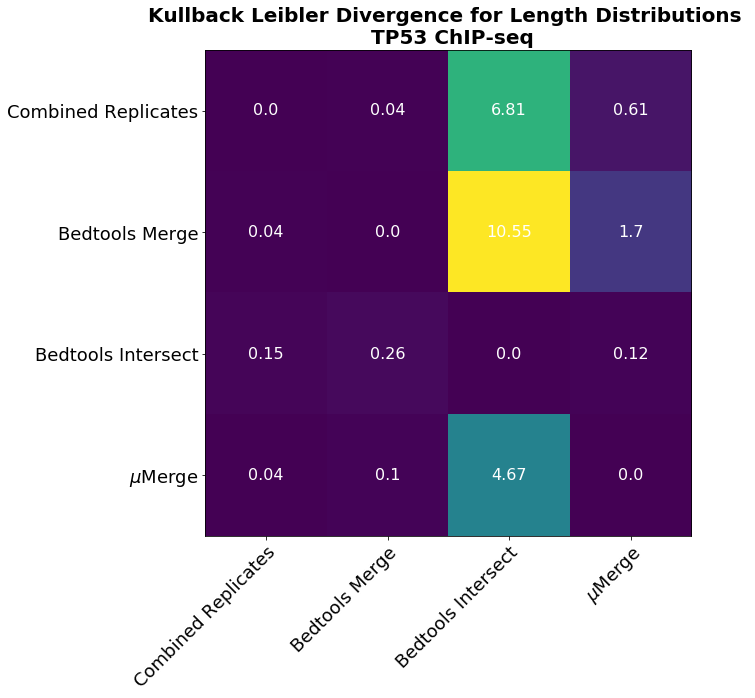 Kullback Leibler Divergence for Length Distributions
TP53 ChIP-seq
Combined Replicates 0.0 0.04 6.81 0.61
Bedtools Merge 0.04 0.0 10.55 1.7
Bedtools Intersect 0.15 0.26 0.0 0.12
μMerge 0.04 0.1 4.67 0.0
Combined Replicates
Bedtools Merge
Bedtools Intersect
μMerge